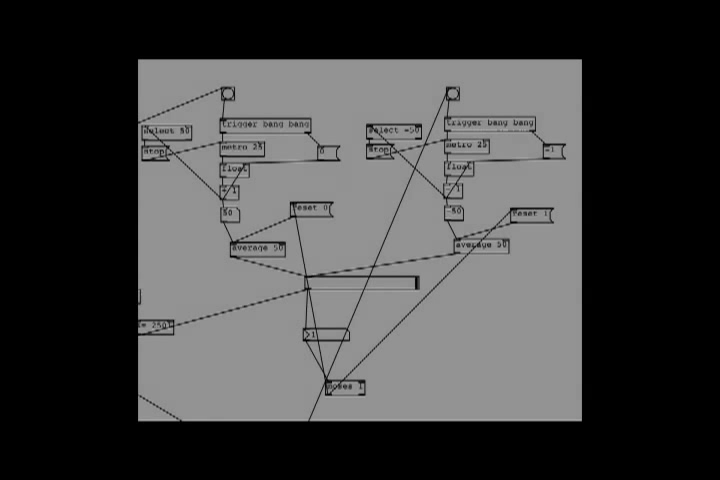 trigger bang bang
trigger bang bang
select 50
select -50
stop
metro 25
0
stop
metro 25
-1
float
float
+ 1
- 1
50
reset 0
-50
reset 1
average 50
average 50
>1
moses 1